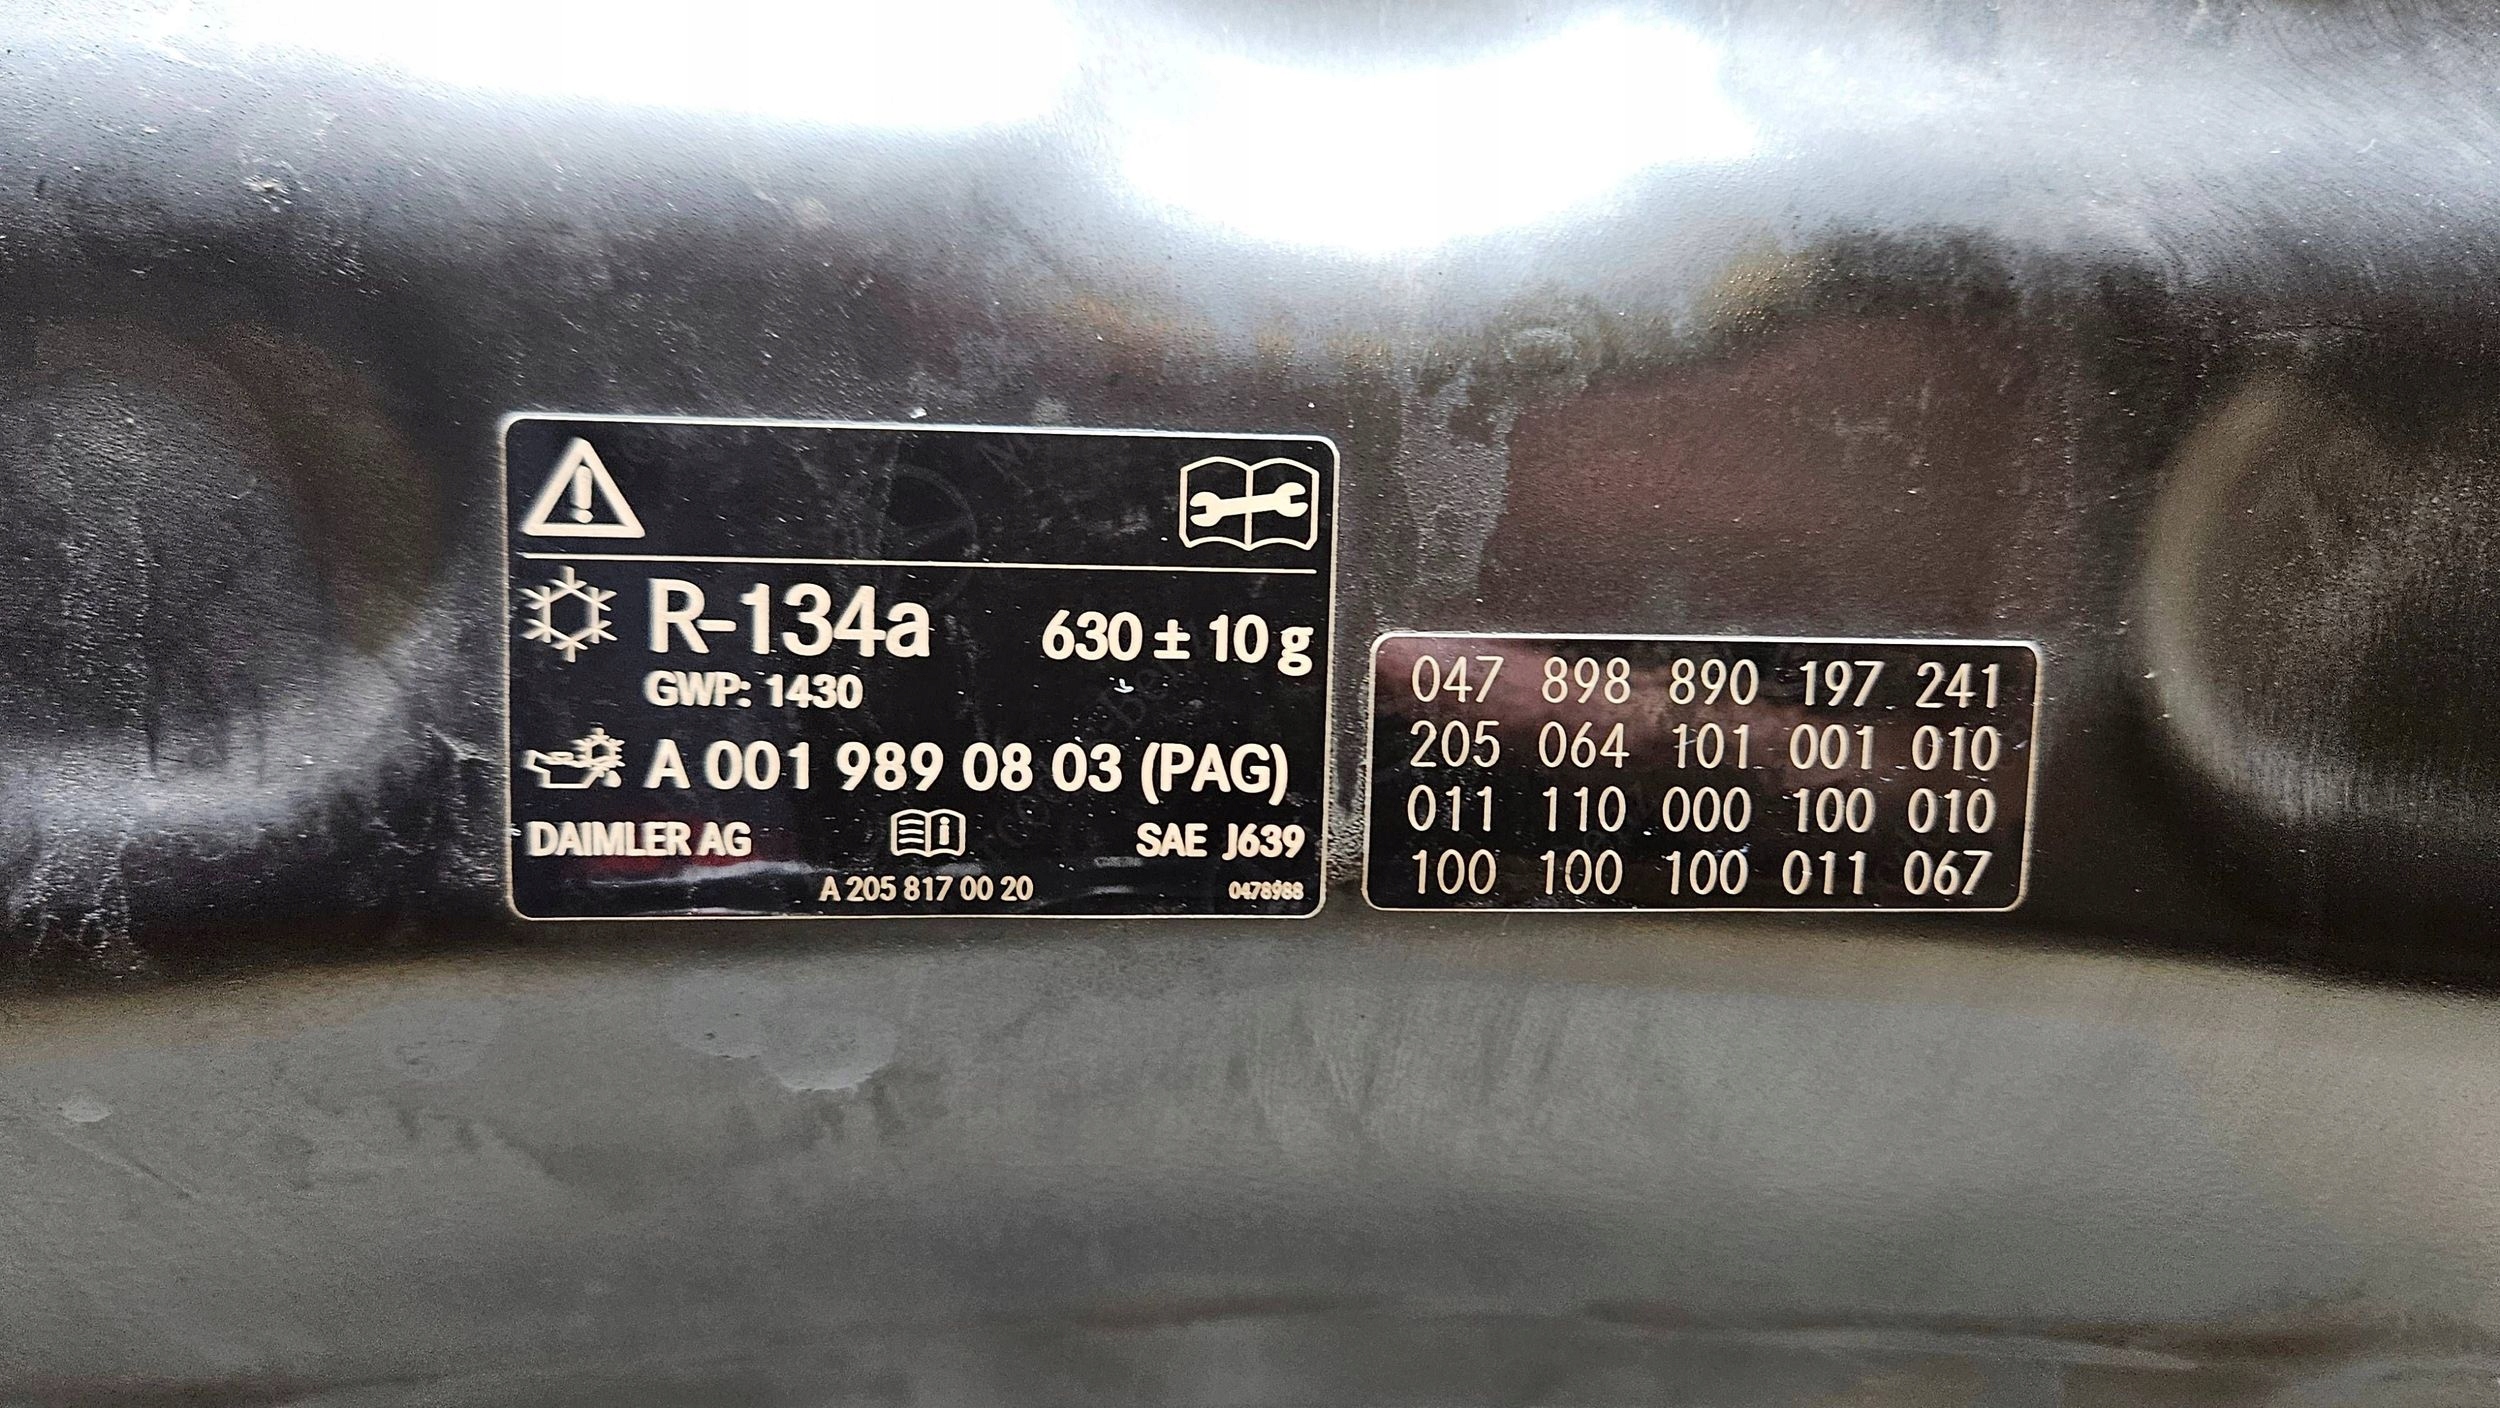 R-134a 630 ± 10 g
GWP: 1430
A 001 989 08 03 (PAG)
DAIMLER AG SAE J639
A 205 817 00 20 0478988
047 898 890 197 241
205 064 101 001 010
011 110 000 100 010
100 100 100 011 067